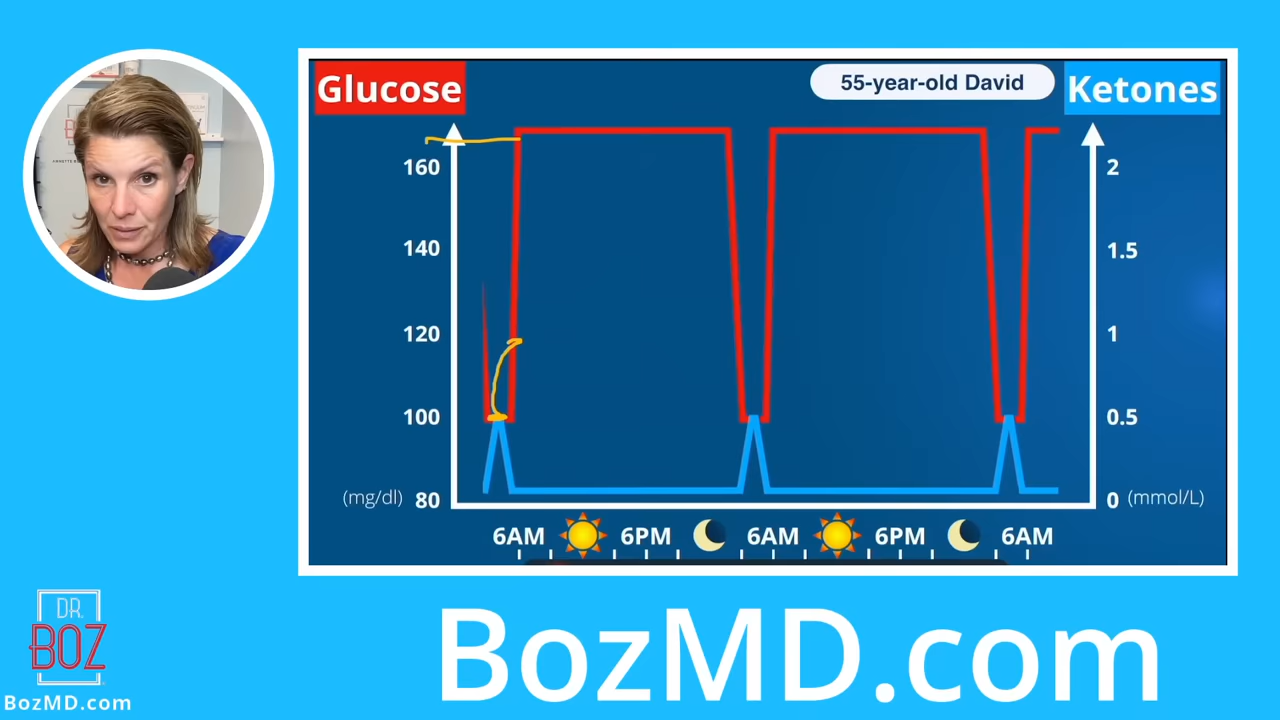 Glucose
55-year-old David
Ketones
160
140
120
100
(mg/dl) 80
2
1.5
1
0.5
0 (mmol/L)
6AM 6PM 6AM 6PM 6AM
DR.
BOZ
BozMD.com
BozMD.com